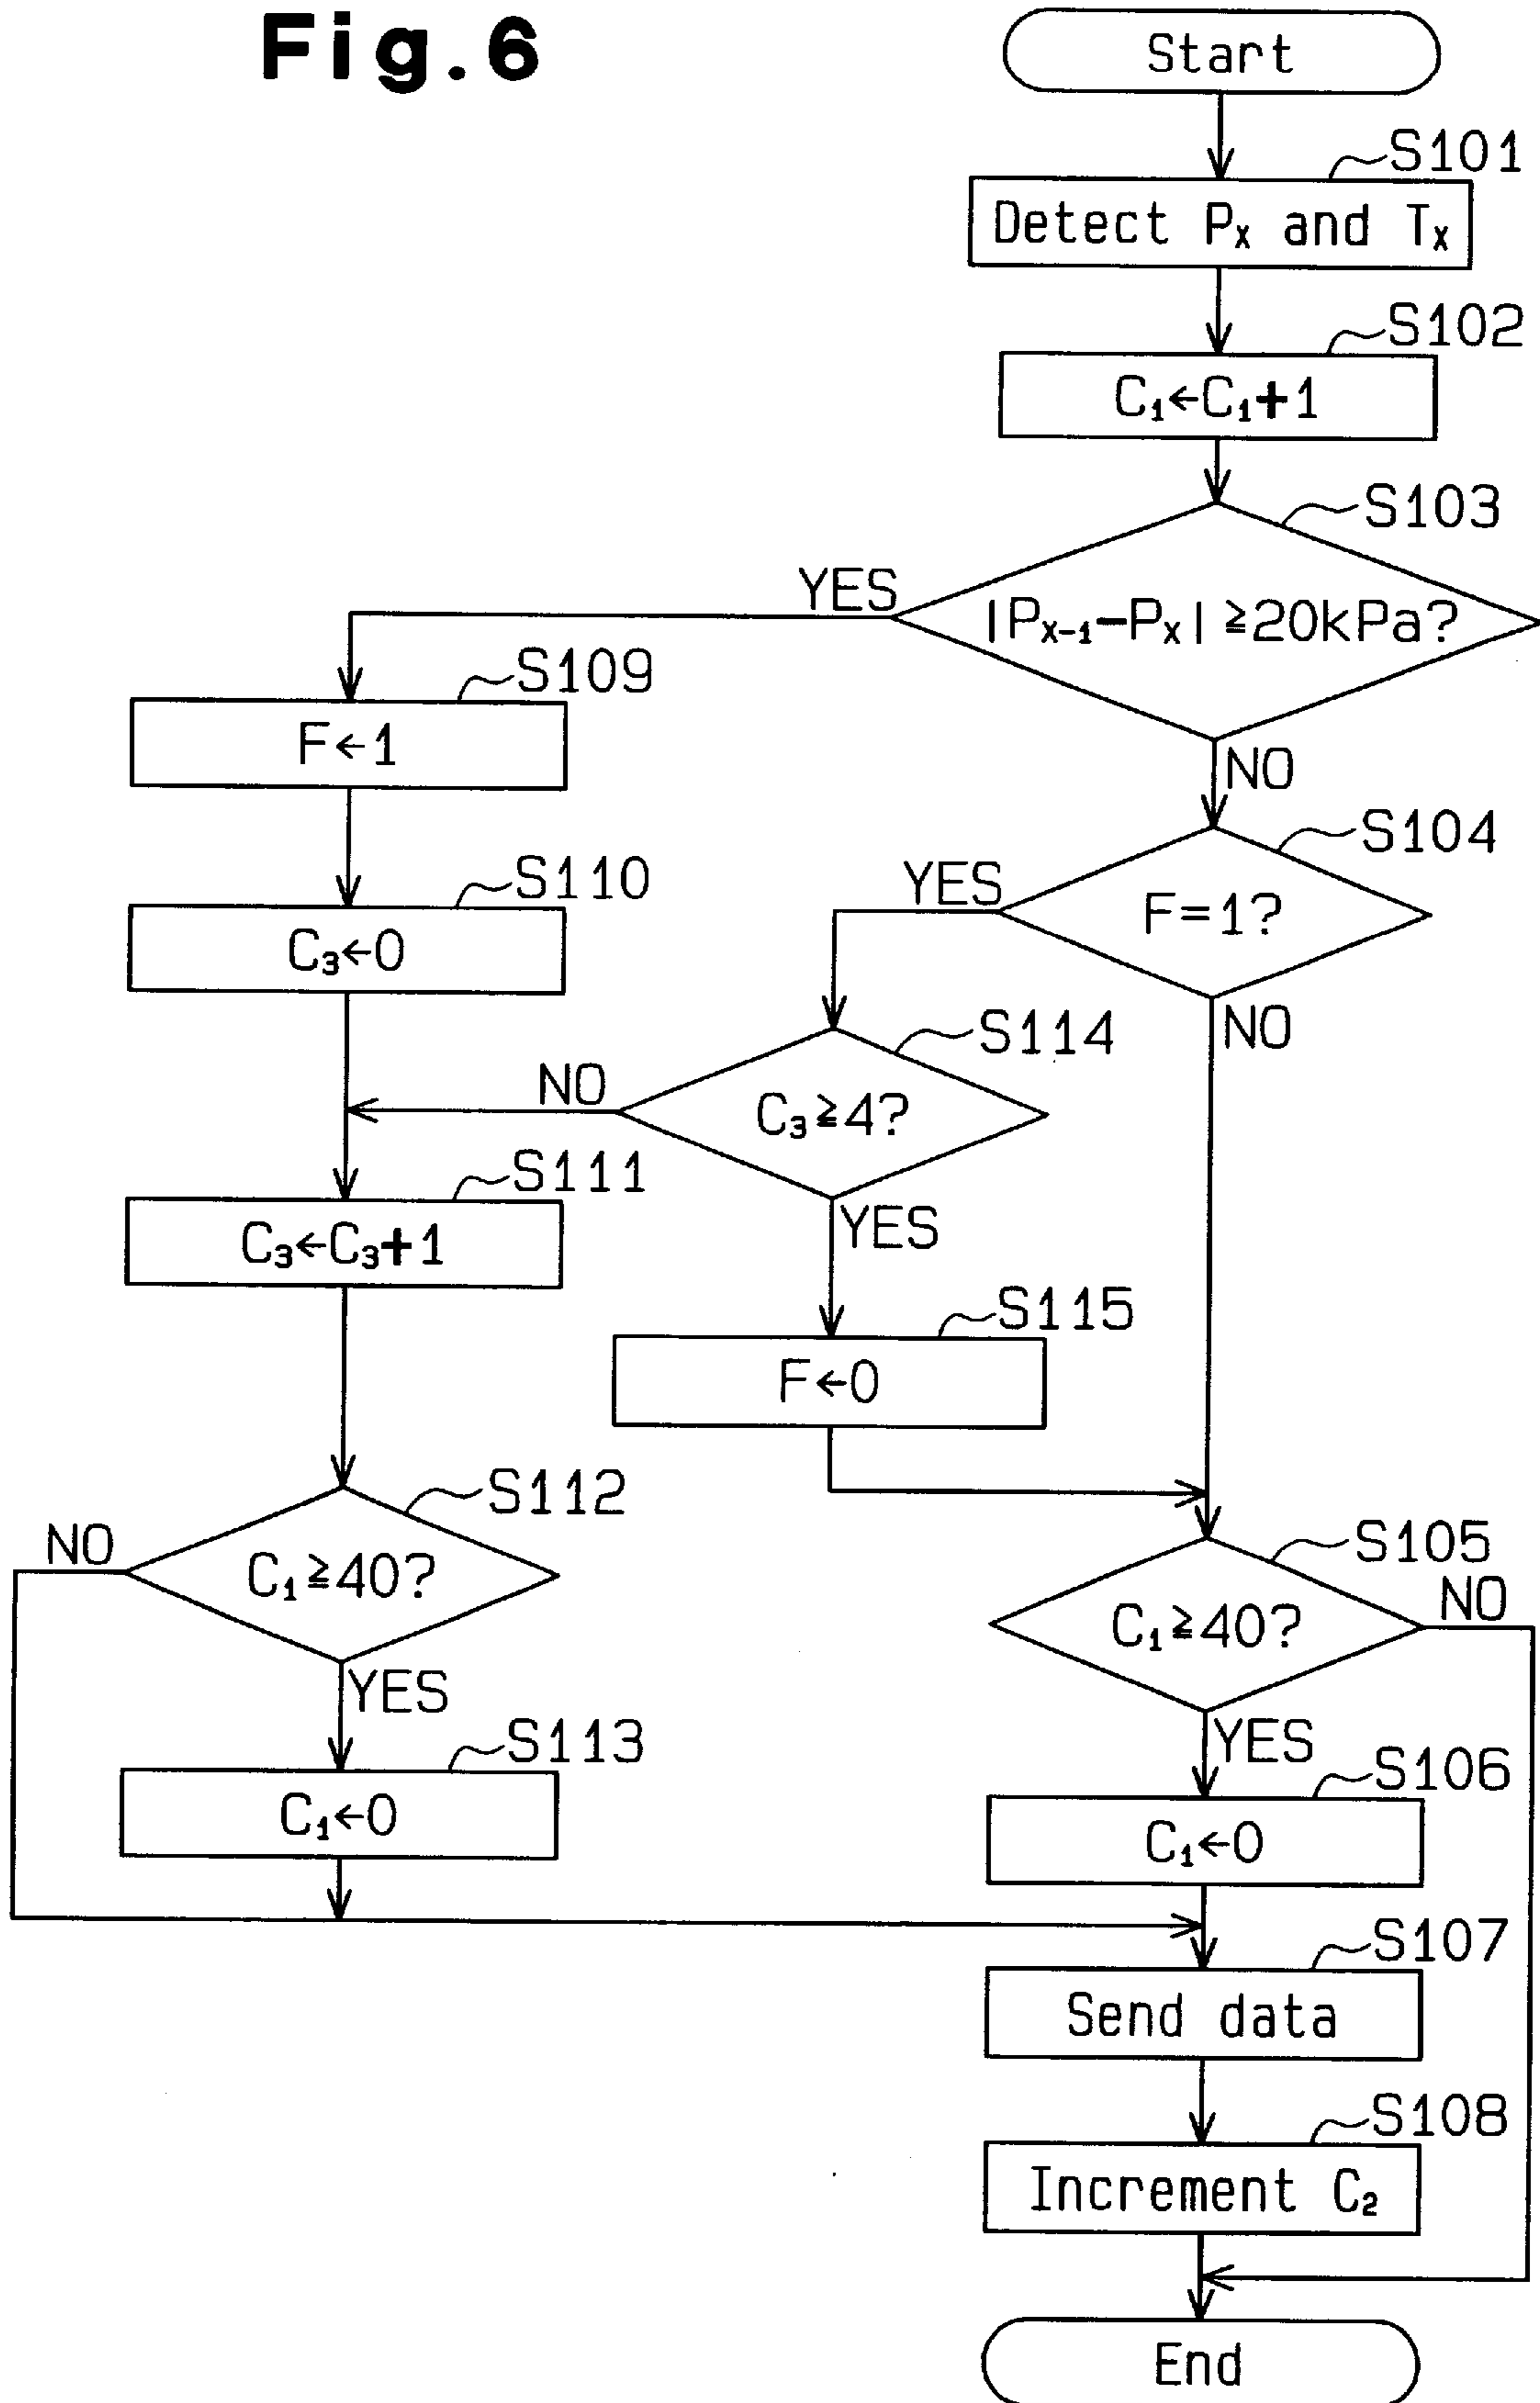 Fig.6
Start
S101
Detect Pₓ and Tₓ
S102
C₁←C₁+1
S103
|Pₓ₋₁−Pₓ| ≧20kPa?
YES
NO
S109
F←1
S104
F=1?
YES
NO
S110
C₃←0
S114
C₃≧4?
NO
YES
S111
C₃←C₃+1
S115
F←0
S112
C₁≧40?
NO
YES
S105
C₁≧40?
NO
YES
S113
C₁←0
S106
C₁←0
S107
Send data
S108
Increment C₂
End